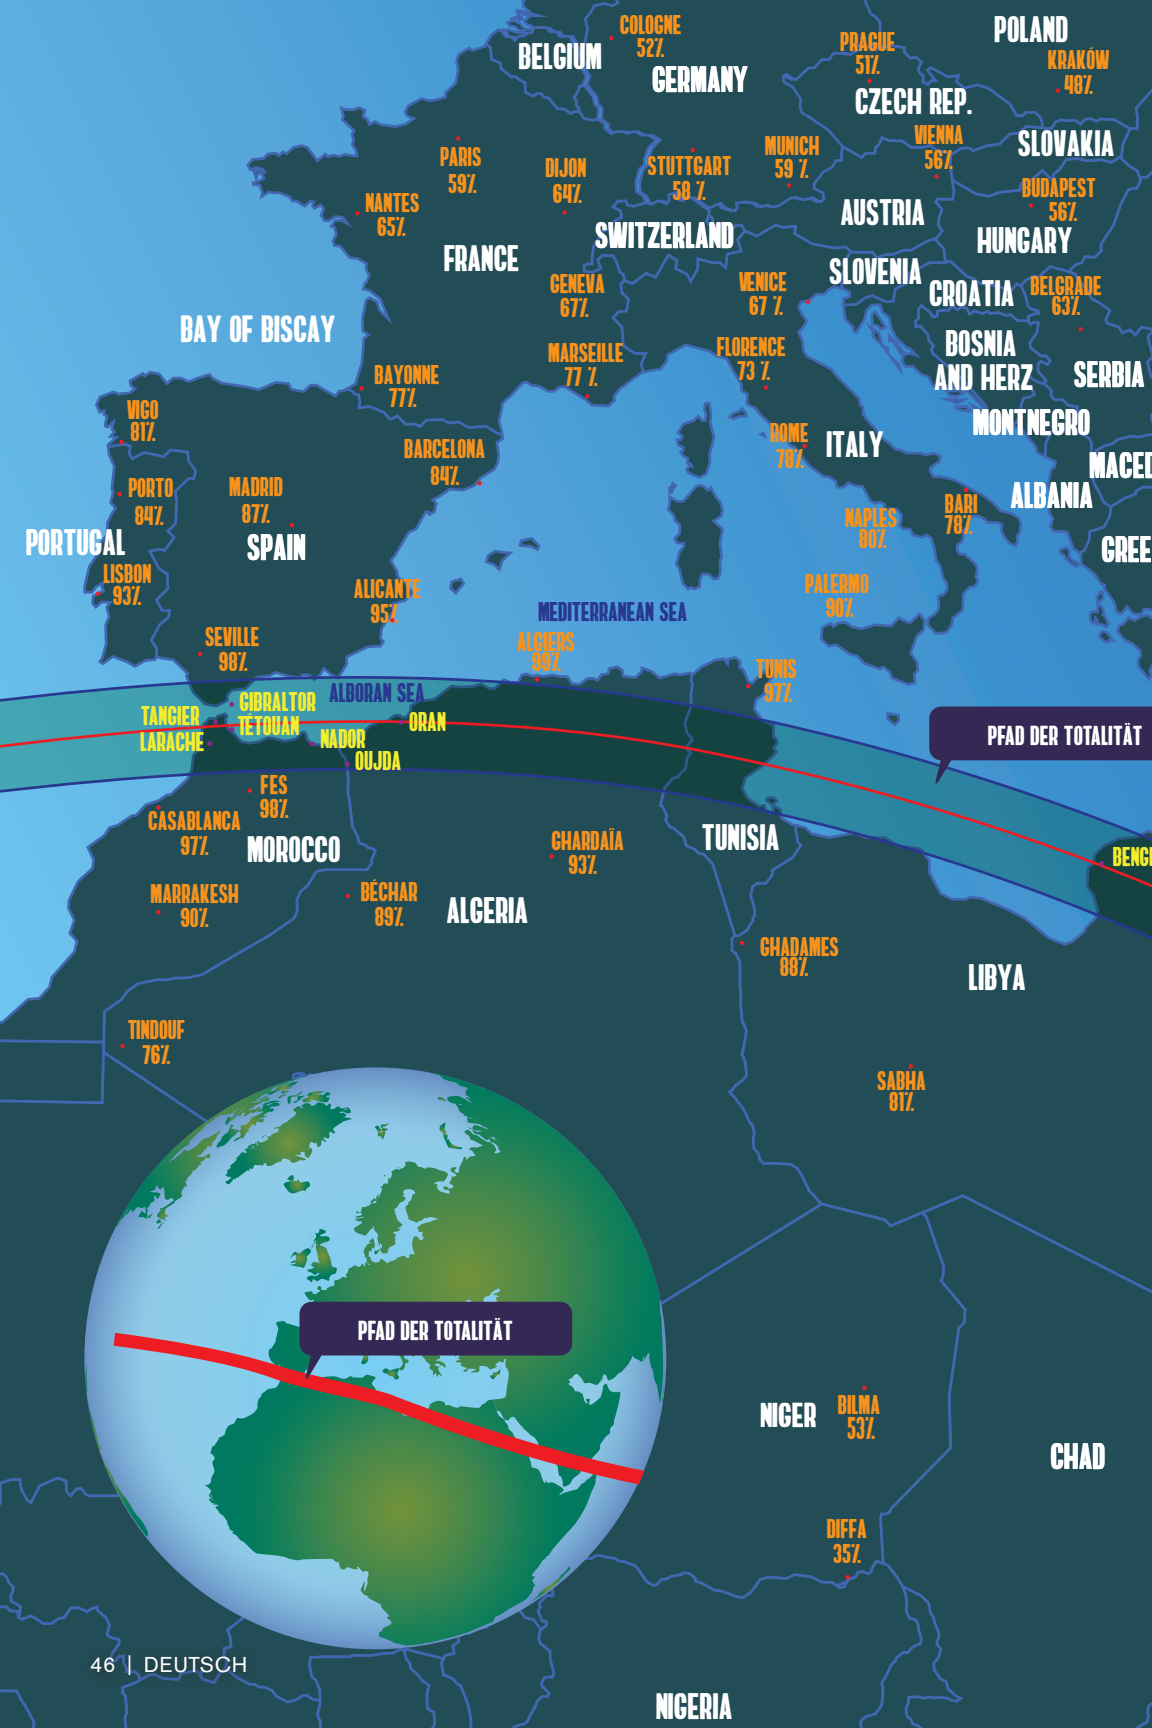 COLOGNE
52%
BELGIUM
GERMANY
PRAGUE
51%
POLAND
KRAKÓW
48%
CZECH REP.
VIENNA
56%
SLOVAKIA
PARIS
59%
DIJON
64%
STUTTGART
58 %
MUNICH
59 %
BUDAPEST
56%
NANTES
65%
AUSTRIA
HUNGARY
FRANCE
SWITZERLAND
SLOVENIA
CROATIA
BELGRADE
63%
GENEVA
67%
VENICE
67 %
BAY OF BISCAY
BOSNIA
AND HERZ
MARSEILLE
77 %
FLORENCE
73 %
SERBIA
BAYONNE
77%
VIGO
81%
MONTNEGRO
BARCELONA
84%
ROME
78%
ITALY
MACED
PORTO
84%
MADRID
87%
ALBANIA
BARI
78%
NAPLES
80%
PORTUGAL
SPAIN
GREE
LISBON
93%
ALICANTE
95%
PALERMO
90%
MEDITERRANEAN SEA
SEVILLE
98%
ALGIERS
99%
TUNIS
97%
ALBORAN SEA
GIBRALTOR
TANGIER
TÉTOUAN
ORAN
LARACHE
NADOR
OUJDA
PFAD DER TOTALITÄT
FES
98%
CASABLANCA
97%
MOROCCO
GHARDAÏA
93%
TUNISIA
BENG
MARRAKESH
90%
BÉCHAR
89%
ALGERIA
GHADAMES
88%
LIBYA
TINDOUF
76%
SABHA
81%
PFAD DER TOTALITÄT
NIGER
BILMA
53%
CHAD
DIFFA
35%
46 | DEUTSCH
NIGERIA